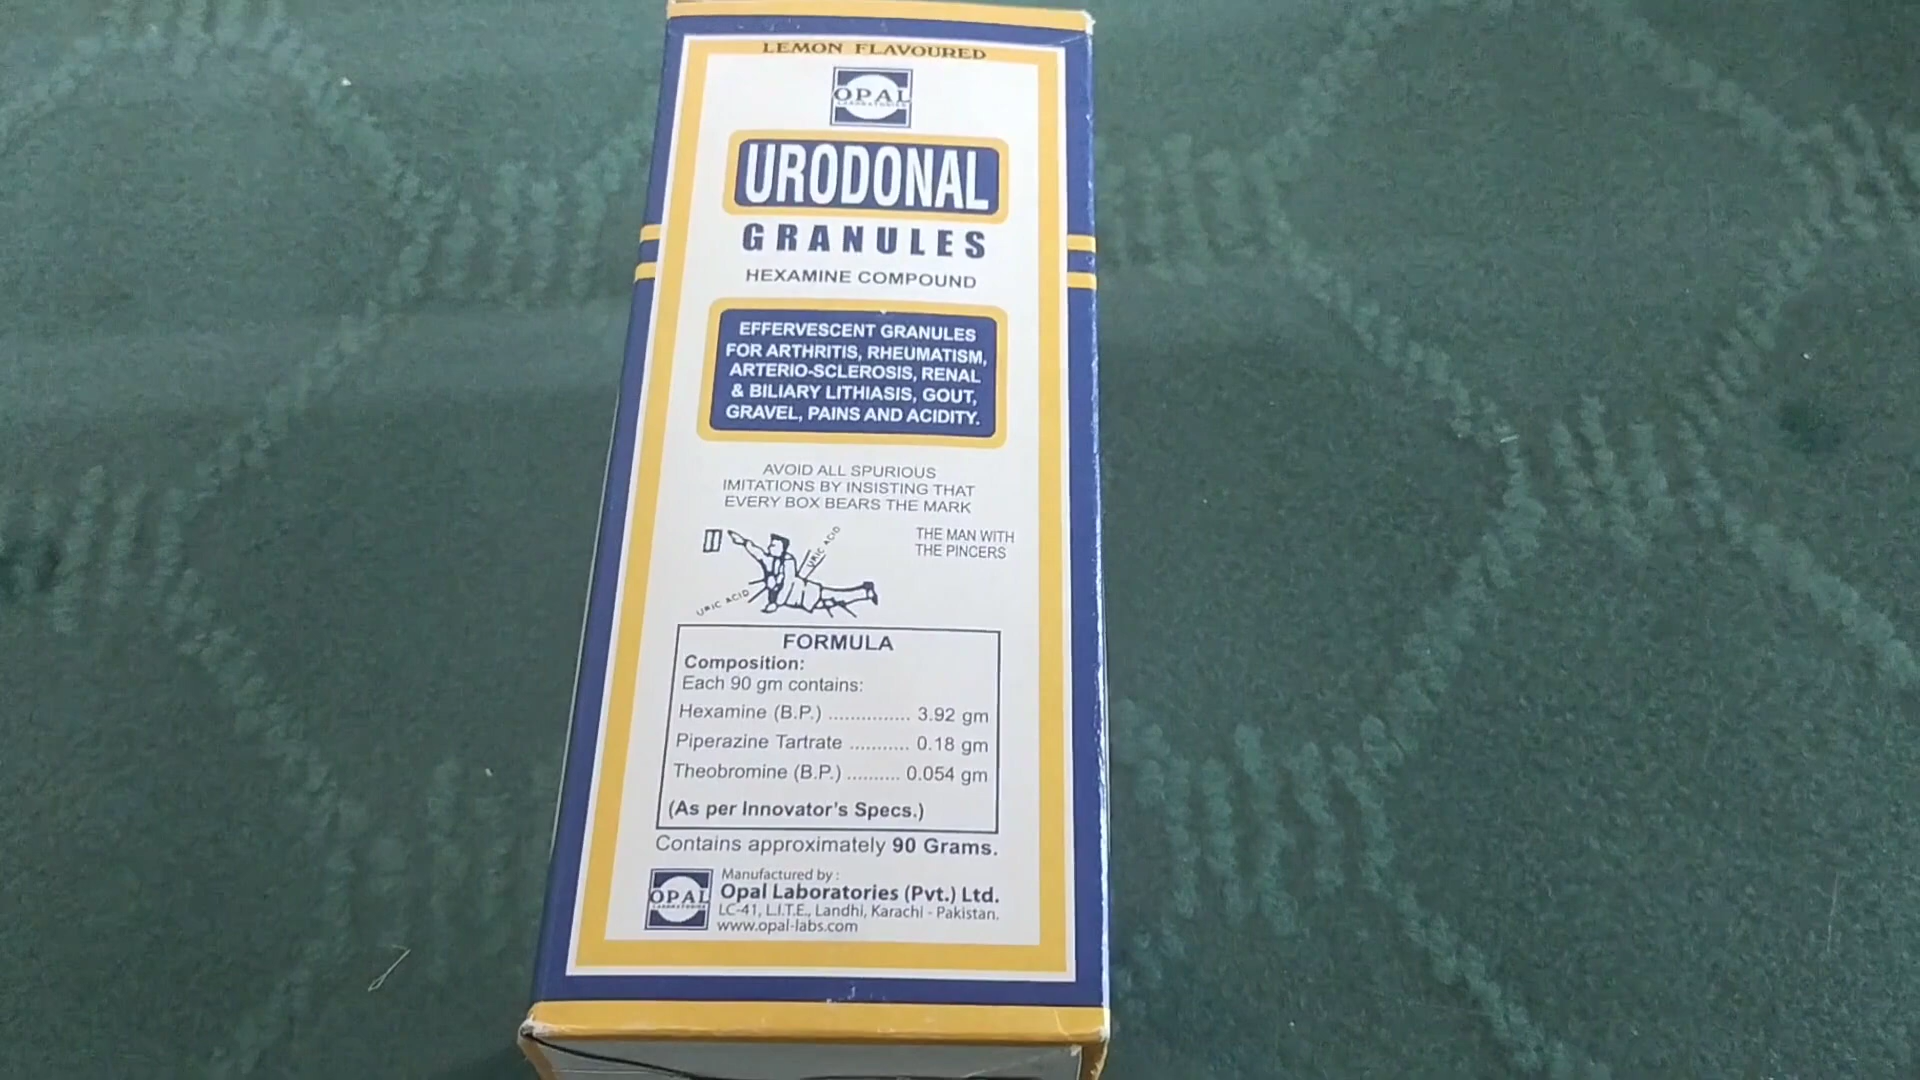 LEMON FLAVOURED
OPAL
LABORATORIES
URODONAL
GRANULES
HEXAMINE COMPOUND
EFFERVESCENT GRANULES
FOR ARTHRITIS, RHEUMATISM,
ARTERIO-SCLEROSIS, RENAL
& BILIARY LITHIASIS, GOUT,
GRAVEL, PAINS AND ACIDITY.
AVOID ALL SPURIOUS
IMITATIONS BY INSISTING THAT
EVERY BOX BEARS THE MARK
THE MAN WITH
THE PINCERS
URIC ACID
URIC ACID
FORMULA
Composition:
Each 90 gm contains:
Hexamine (B.P.) ............... 3.92 gm
Piperazine Tartrate ........... 0.18 gm
Theobromine (B.P.) .......... 0.054 gm
(As per Innovator's Specs.)
Contains approximately 90 Grams.
OPAL
LABORATORIES
Manufactured by :
Opal Laboratories (Pvt.) Ltd.
LC-41, L.I.T.E., Landhi, Karachi - Pakistan.
www.opal-labs.com